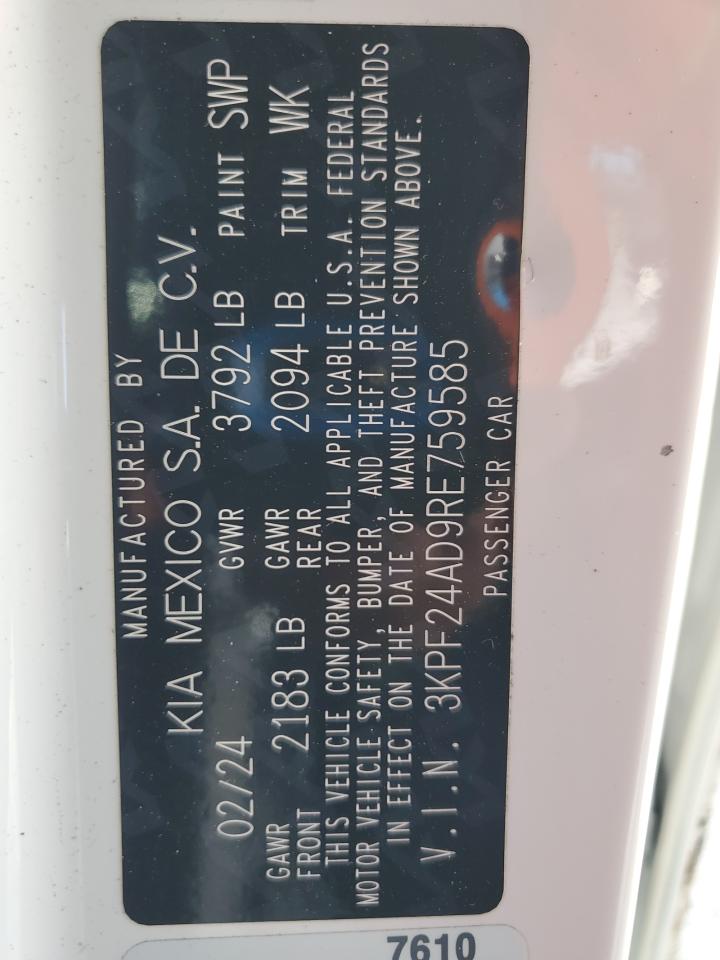 MANUFACTURED BY
KIA MEXICO S.A. DE C.V.
02/24 GVWR 3792 LB PAINT SWP
GAWR FRONT 2183 LB GAWR REAR 2094 LB TRIM WK
THIS VEHICLE CONFORMS TO ALL APPLICABLE U.S.A. FEDERAL
MOTOR VEHICLE SAFETY, BUMPER, AND THEFT PREVENTION STANDARDS
IN EFFECT ON THE DATE OF MANUFACTURE SHOWN ABOVE.
V.I.N. 3KPF24AD9RE759585
PASSENGER CAR
7610